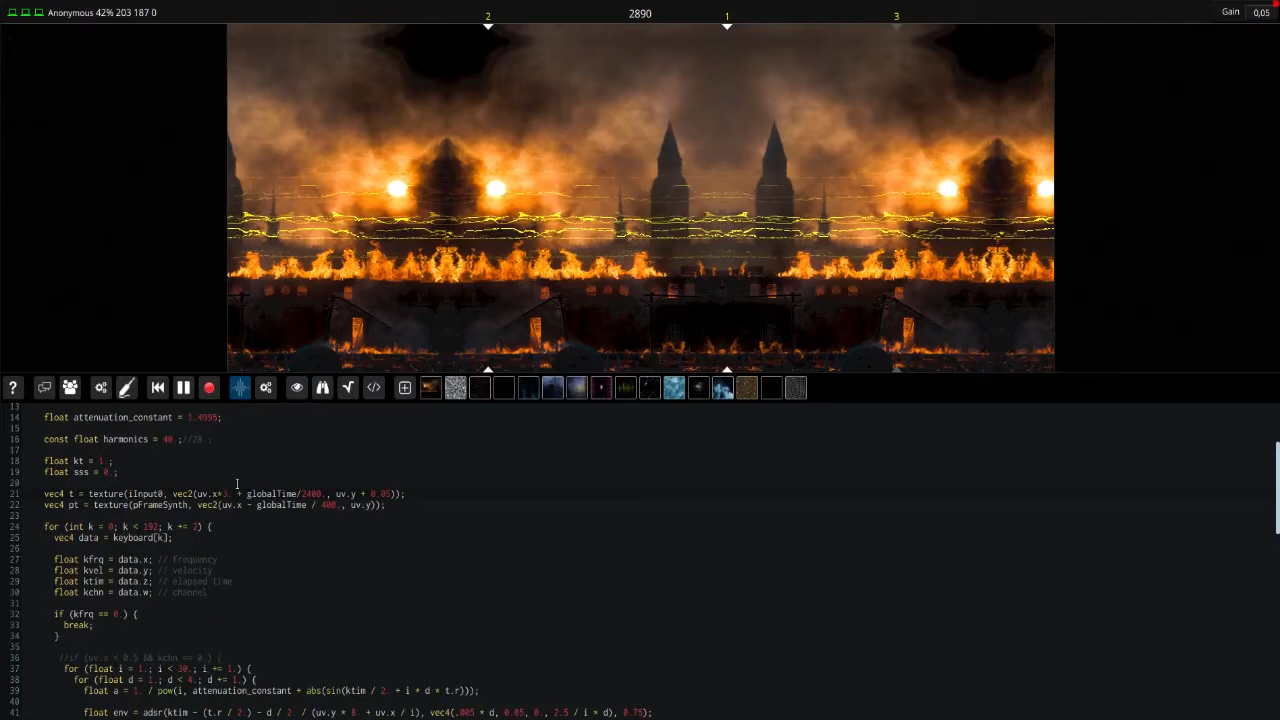 Anonymous 42% 203 187 0
2
2890
1
3
Gain 0,05
13
14 float attenuation_constant = 1.4995;
15
16 const float harmonics = 40.;//28.;
17
18 float kt = 1.;
19 float sss = 0.;
20
21 vec4 t = texture(iInput0, vec2(uv.x*3. + globalTime/2400., uv.y + 0.05));
22 vec4 pt = texture(pFrameSynth, vec2(uv.x - globalTime / 400., uv.y));
23
24 for (int k = 0; k < 192; k += 2) {
25 vec4 data = keyboard[k];
26
27 float kfrq = data.x; // frequency
28 float kvel = data.y; // velocity
29 float ktim = data.z; // elapsed time
30 float kchn = data.w; // channel
31
32 if (kfrq == 0.) {
33 break;
34 }
35
36 //if (uv.x < 0.5 && kchn == 0.) {
37 for (float i = 1.; i < 30.; i += 1.) {
38 for (float d = 1.; d < 4.; d += 1.) {
39 float a = 1. / pow(i, attenuation_constant + abs(sin(ktim / 2. + i * d * t.r)));
40
41 float env = adsr(ktim - (t.r / 2.) - d / 2. / (uv.y * 8. + uv.x / i), vec4(.005 * d, 0.05, 0., 2.5 / i * d), 0.75);